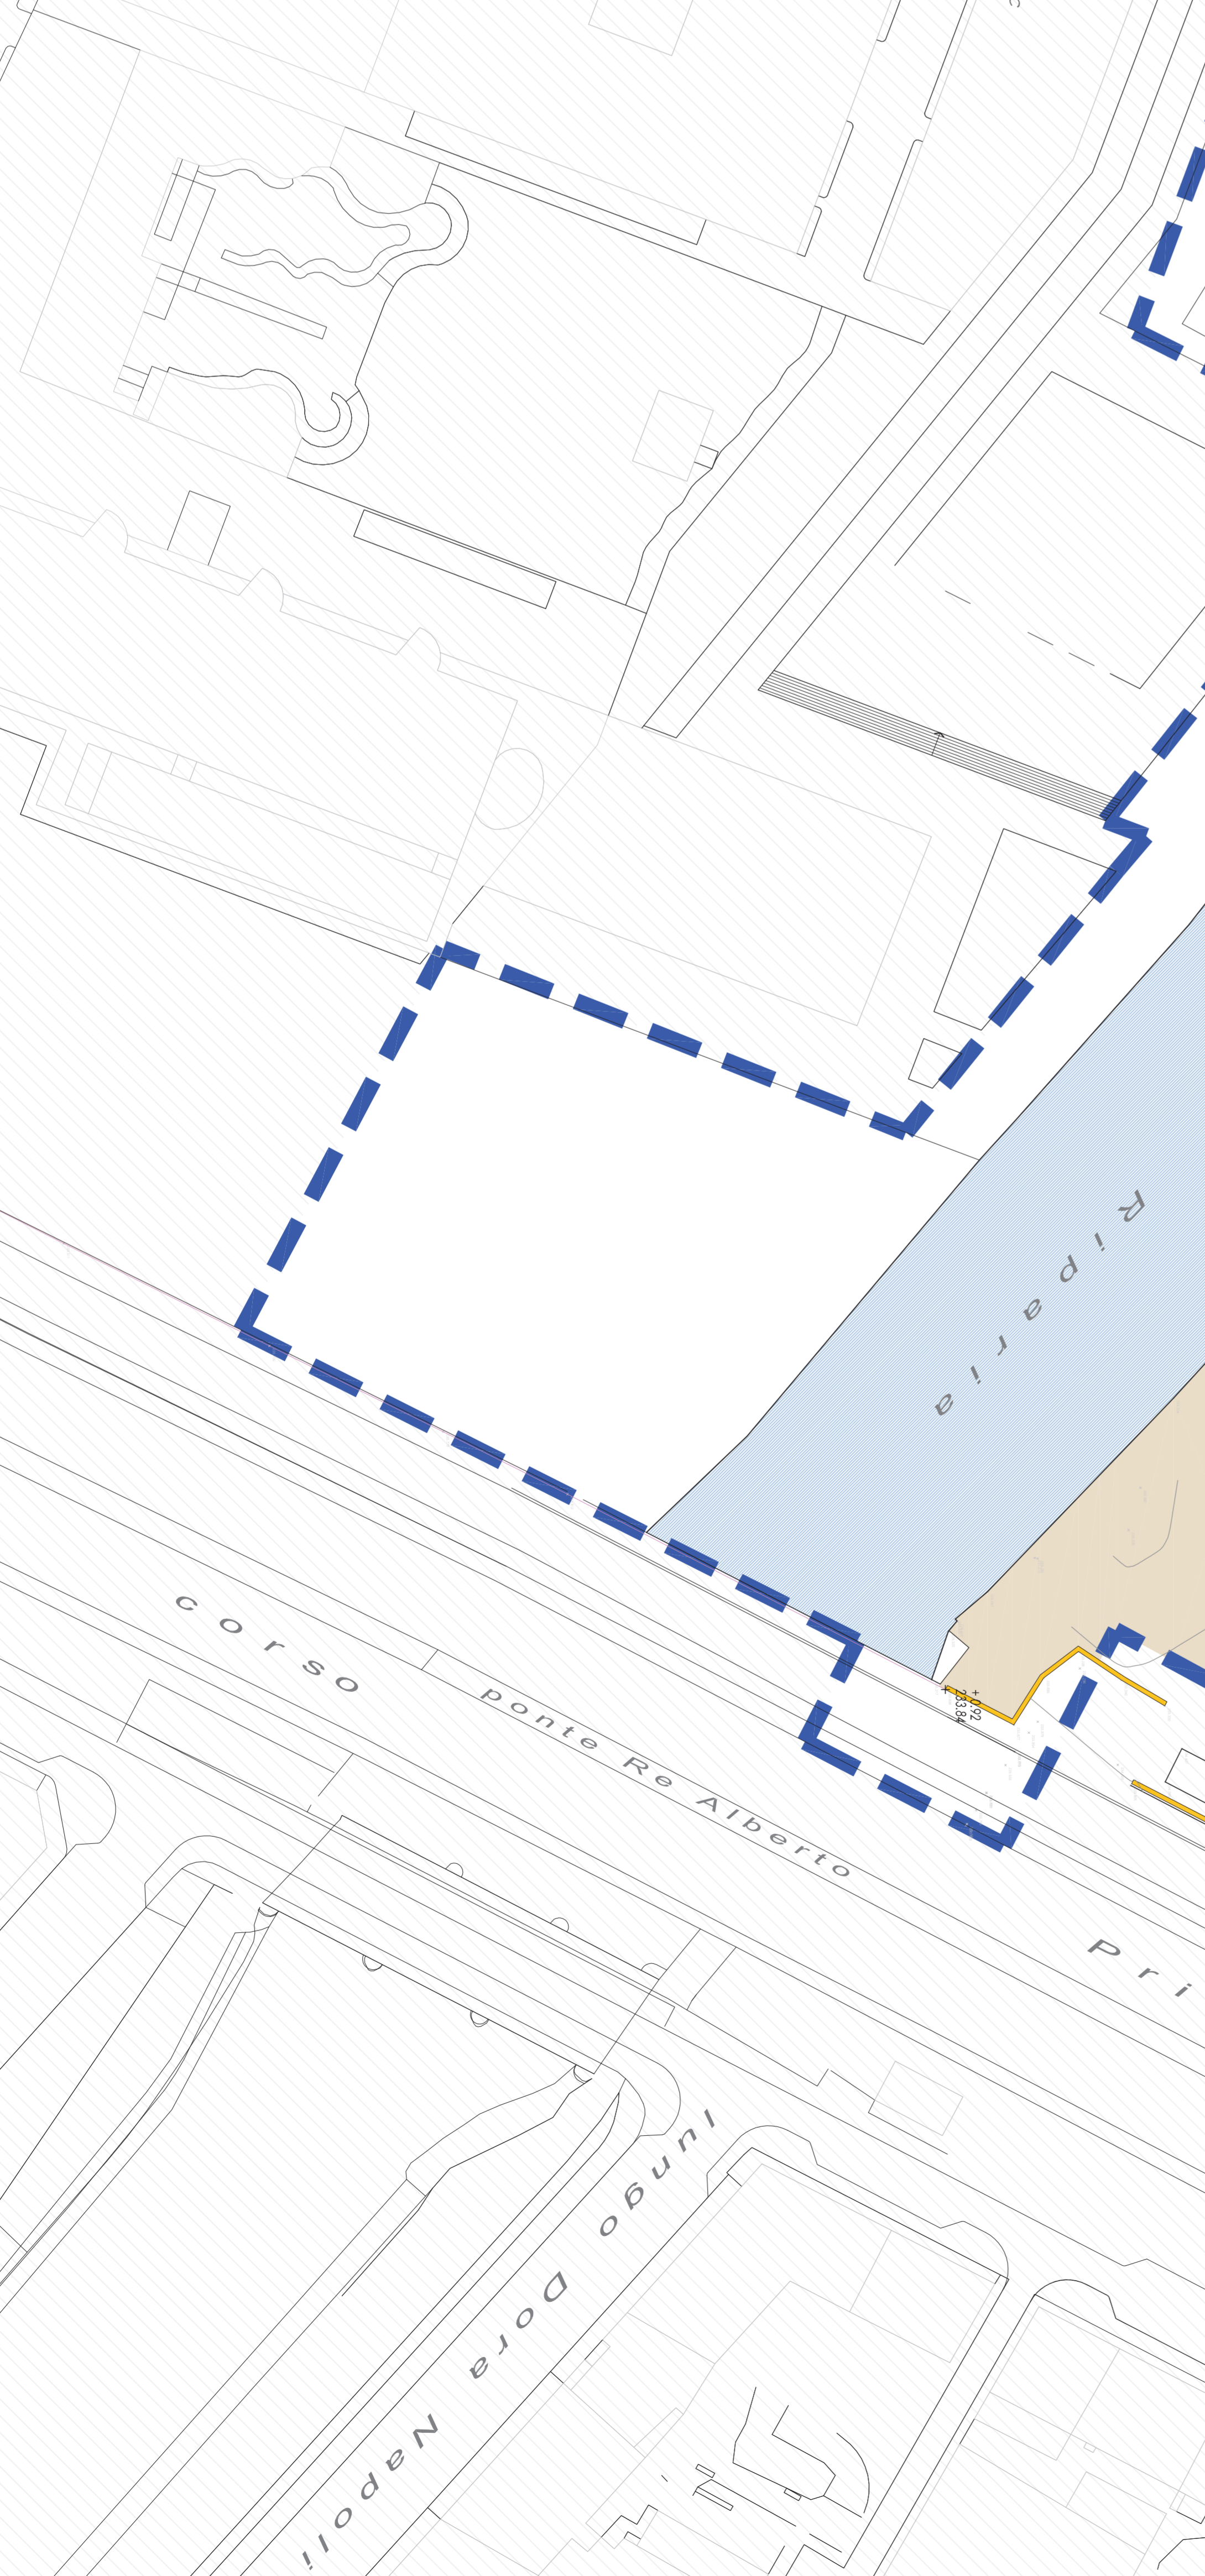 Riparia
corso
ponte Re Alberto
+ 0.92
233.84
Pri
lungo Dora Napoli